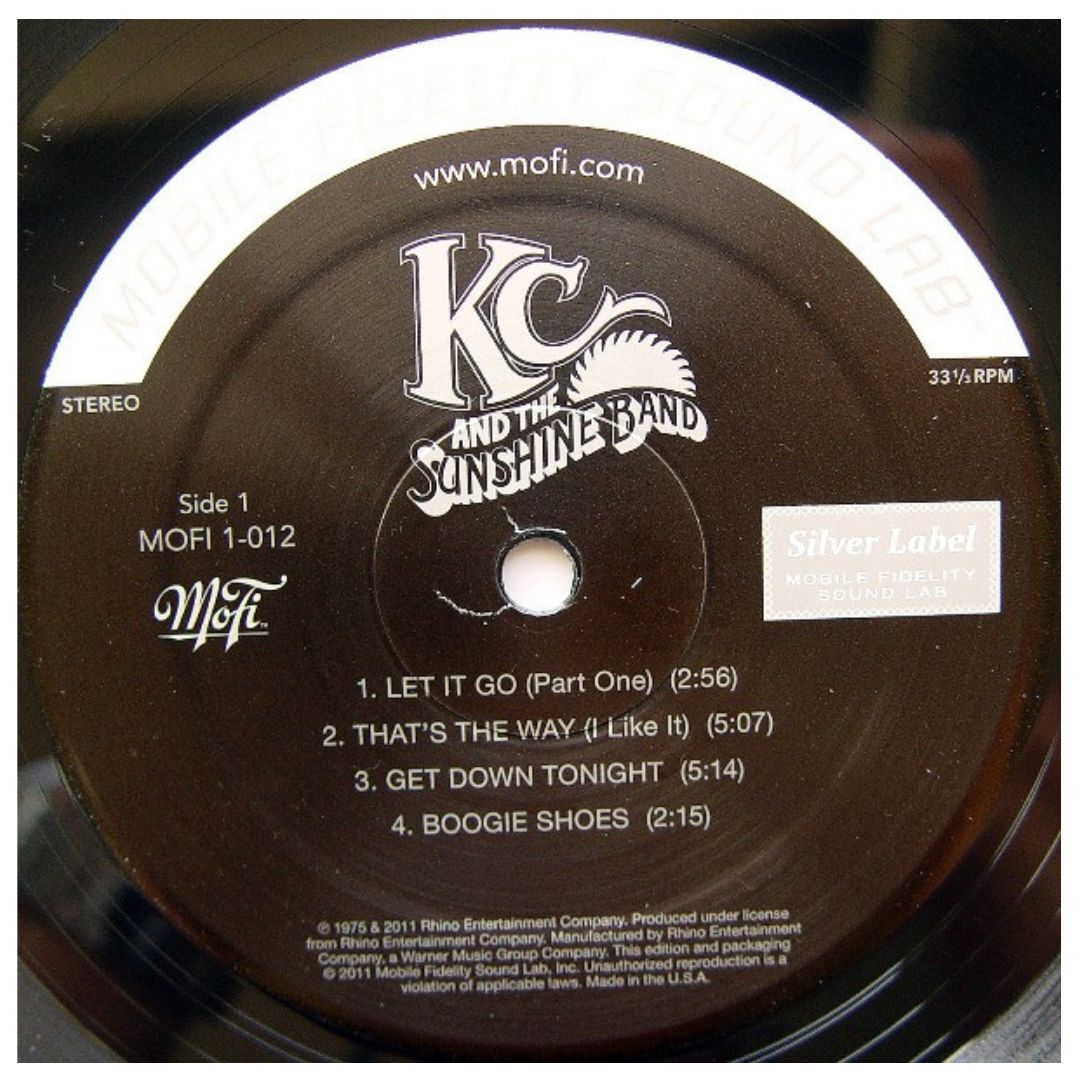 MOBILE FIDELITY SOUND LAB™
www.mofi.com
KC
AND THE
SUNSHINE BAND
STEREO
33 1/3 RPM
Side 1
MOFI 1-012
MoFi™
Silver Label
MOBILE FIDELITY
SOUND LAB
1. LET IT GO (Part One) (2:56)
2. THAT'S THE WAY (I Like It) (5:07)
3. GET DOWN TONIGHT (5:14)
4. BOOGIE SHOES (2:15)
℗ 1975 & 2011 Rhino Entertainment Company. Produced under license
from Rhino Entertainment Company. Manufactured by Rhino Entertainment
Company, a Warner Music Group Company. This edition and packaging
© 2011 Mobile Fidelity Sound Lab, Inc. Unauthorized reproduction is a
violation of applicable laws. Made in the U.S.A.